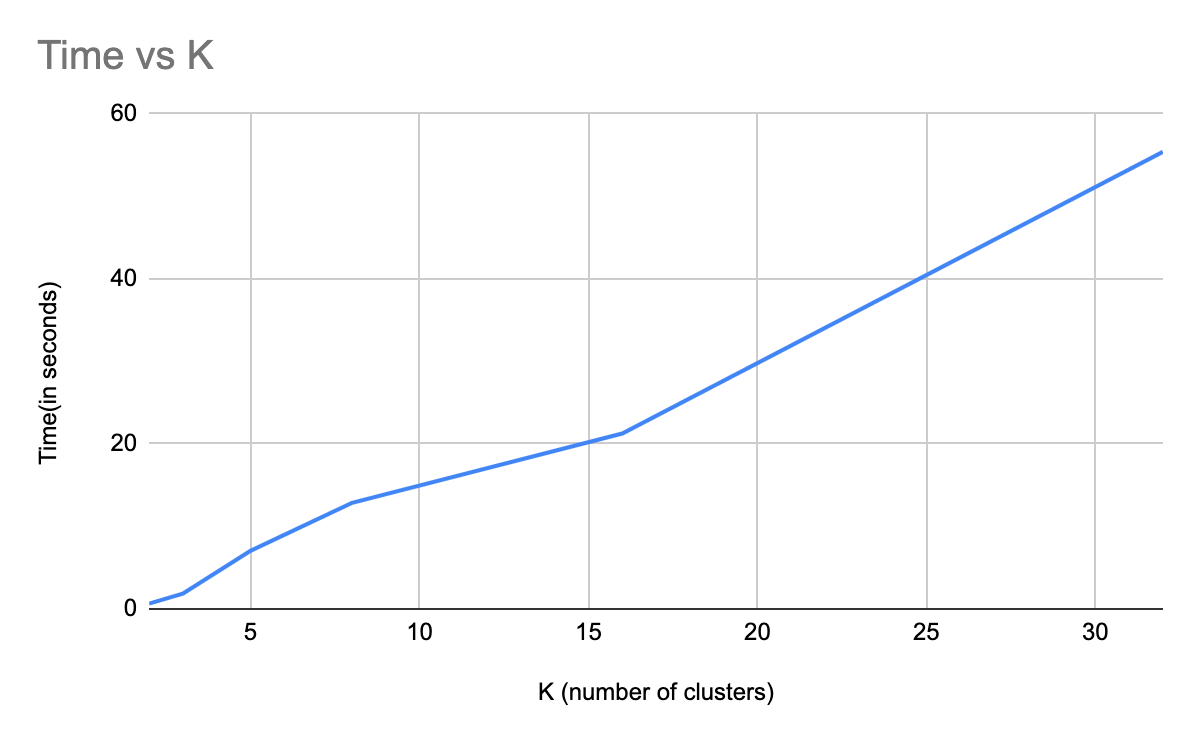 Time vs K
60
40
20
0
Time(in seconds)
5 10 15 20 25 30
K (number of clusters)